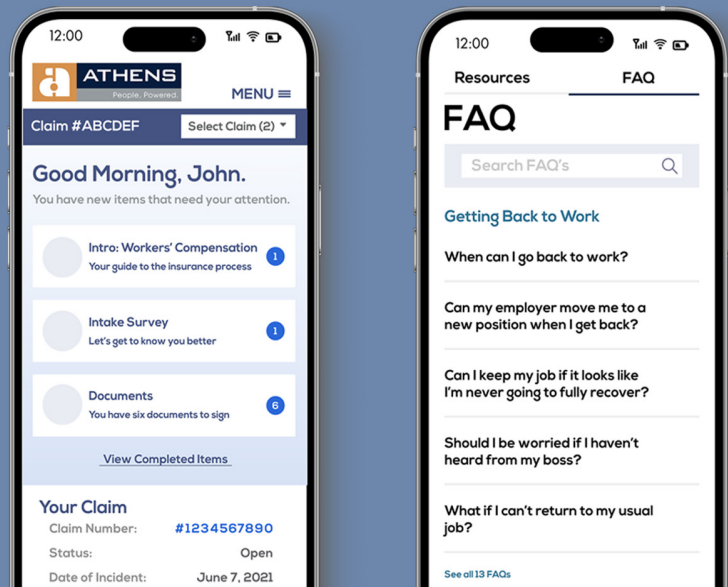 12:00
ATHENS
People, Powered.
MENU
Claim #ABCDEF
Select Claim (2)
Good Morning, John.
You have new items that need your attention.
Intro: Workers' Compensation
Your guide to the insurance process
1
Intake Survey
Let's get to know you better
1
Documents
You have six documents to sign
6
View Completed Items
Your Claim
Claim Number: #1234567890
Status: Open
Date of Incident: June 7, 2021
12:00
Resources FAQ
FAQ
Search FAQ's
Getting Back to Work
When can I go back to work?
Can my employer move me to a
new position when I get back?
Can I keep my job if it looks like
I'm never going to fully recover?
Should I be worried if I haven't
heard from my boss?
What if I can't return to my usual
job?
See all 13 FAQs